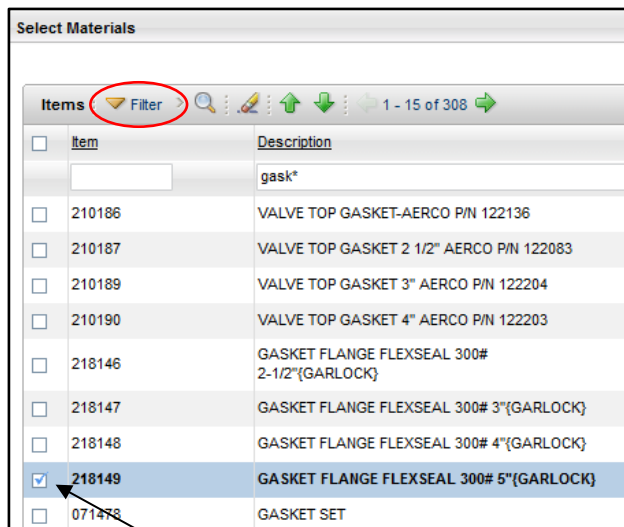 Select Materials
Items Filter 1 - 15 of 308
Item Description
gask*
210186 VALVE TOP GASKET-AERCO P/N 122136
210187 VALVE TOP GASKET 2 1/2" AERCO P/N 122083
210189 VALVE TOP GASKET 3" AERCO P/N 122204
210190 VALVE TOP GASKET 4" AERCO P/N 122203
218146 GASKET FLANGE FLEXSEAL 300#
2-1/2"{GARLOCK}
218147 GASKET FLANGE FLEXSEAL 300# 3"{GARLOCK}
218148 GASKET FLANGE FLEXSEAL 300# 4"{GARLOCK}
218149 GASKET FLANGE FLEXSEAL 300# 5"{GARLOCK}
071478 GASKET SET